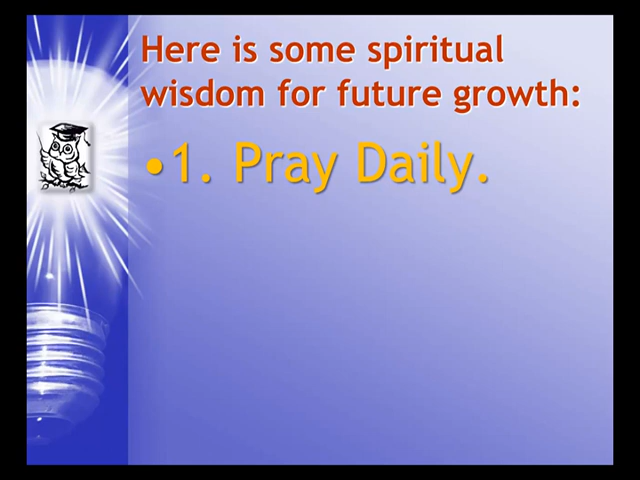 Here is some spiritual
wisdom for future growth:
•1. Pray Daily.